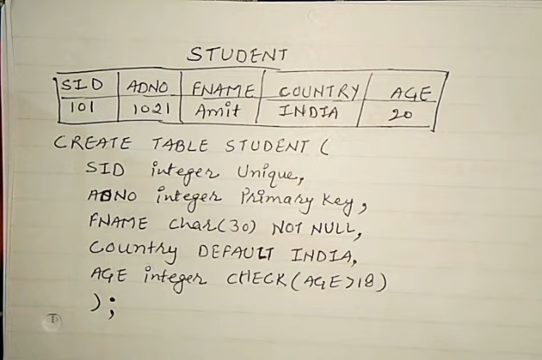 STUDENT
SID ADNO FNAME COUNTRY AGE
101 1021 Amit INDIA 20
CREATE TABLE STUDENT (
SID integer Unique,
ADNO integer Primary Key,
FNAME char(30) NOT NULL,
Country DEFAULT INDIA,
AGE integer CHECK(AGE>18)
);